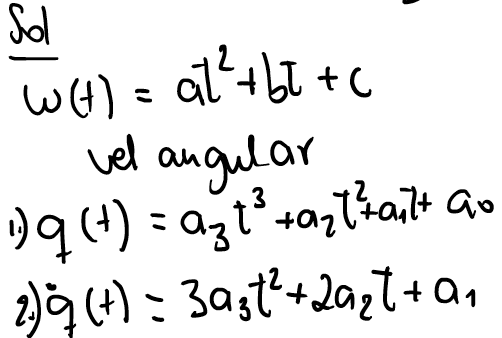 Sol
w(t) = at²+bt+c
vel angular
1.) q(t) = a₃t³+a₂t²+a₁t+a₀
2.) q̇(t) = 3a₃t²+2a₂t+a₁